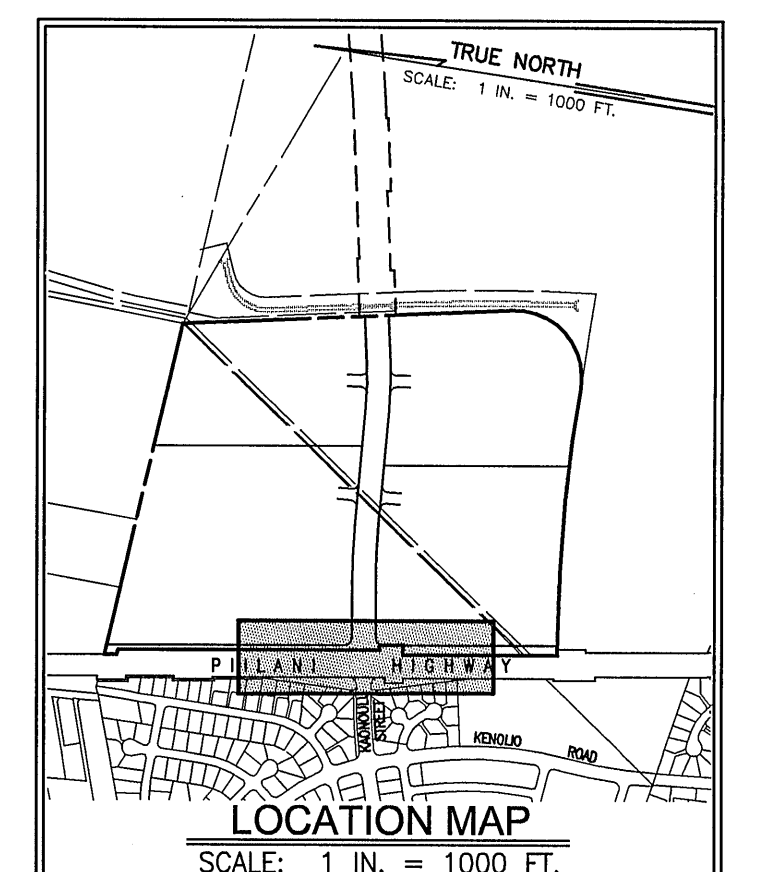 TRUE NORTH
SCALE: 1 IN. = 1000 FT.
PIILANI HIGHWAY
KAONOULU
STREET
KENOLIO ROAD
LOCATION MAP
SCALE: 1 IN. = 1000 FT.